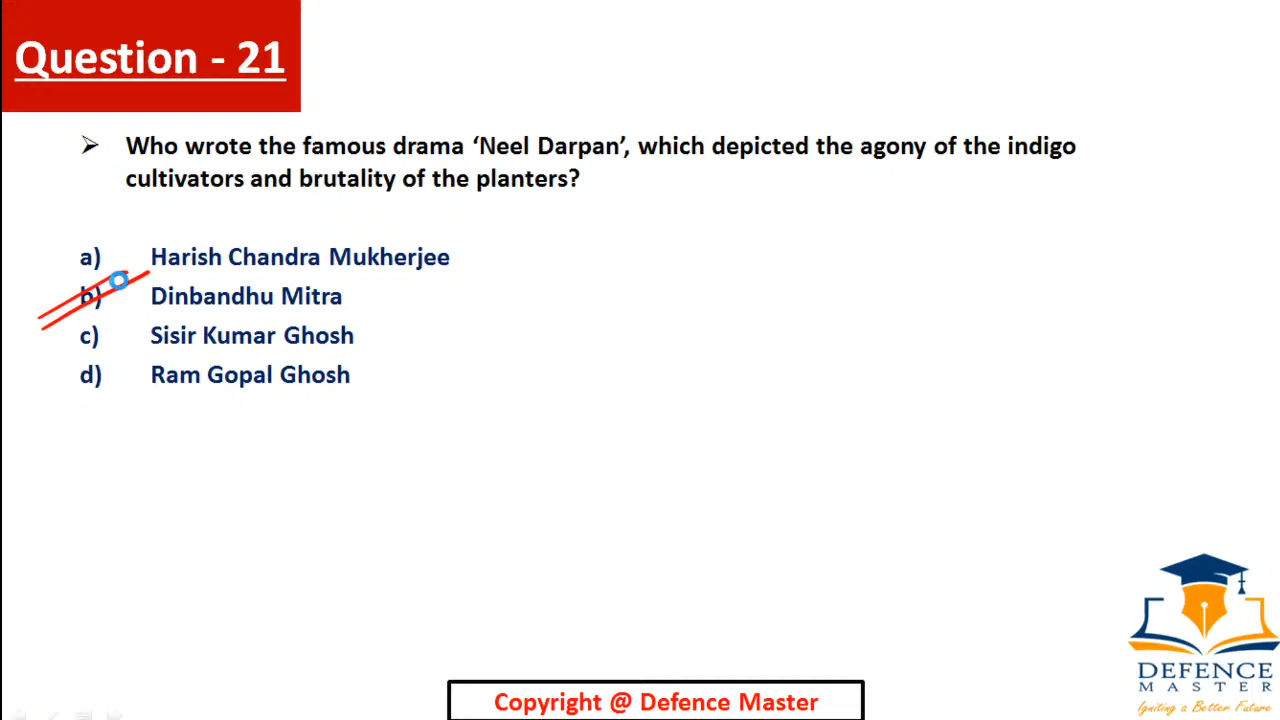 Question - 21
Who wrote the famous drama ‘Neel Darpan’, which depicted the agony of the indigo
cultivators and brutality of the planters?
a) Harish Chandra Mukherjee
b) Dinbandhu Mitra
c) Sisir Kumar Ghosh
d) Ram Gopal Ghosh
DEFENCE
MASTER
Igniting a Better Future
Copyright @ Defence Master